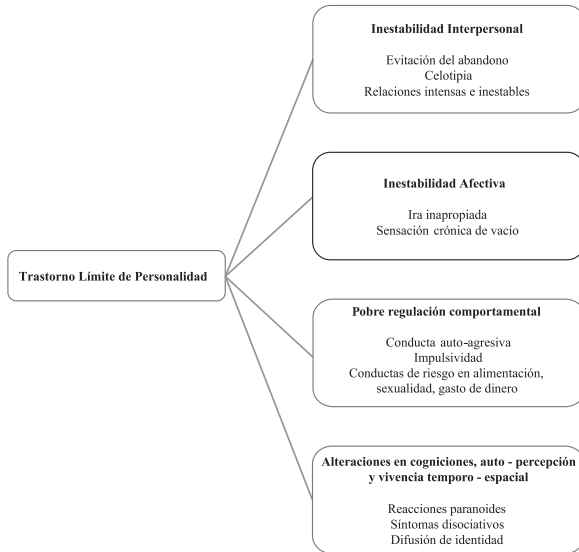 Inestabilidad Interpersonal
Evitación del abandono
Celotipia
Relaciones intensas e inestables
Inestabilidad Afectiva
Ira inapropiada
Sensación crónica de vacío
Trastorno Límite de Personalidad
Pobre regulación comportamental
Conducta auto-agresiva
Impulsividad
Conductas de riesgo en alimentación,
sexualidad, gasto de dinero
Alteraciones en cogniciones, auto - percepción
y vivencia temporo - espacial
Reacciones paranoides
Síntomas disociativos
Difusión de identidad